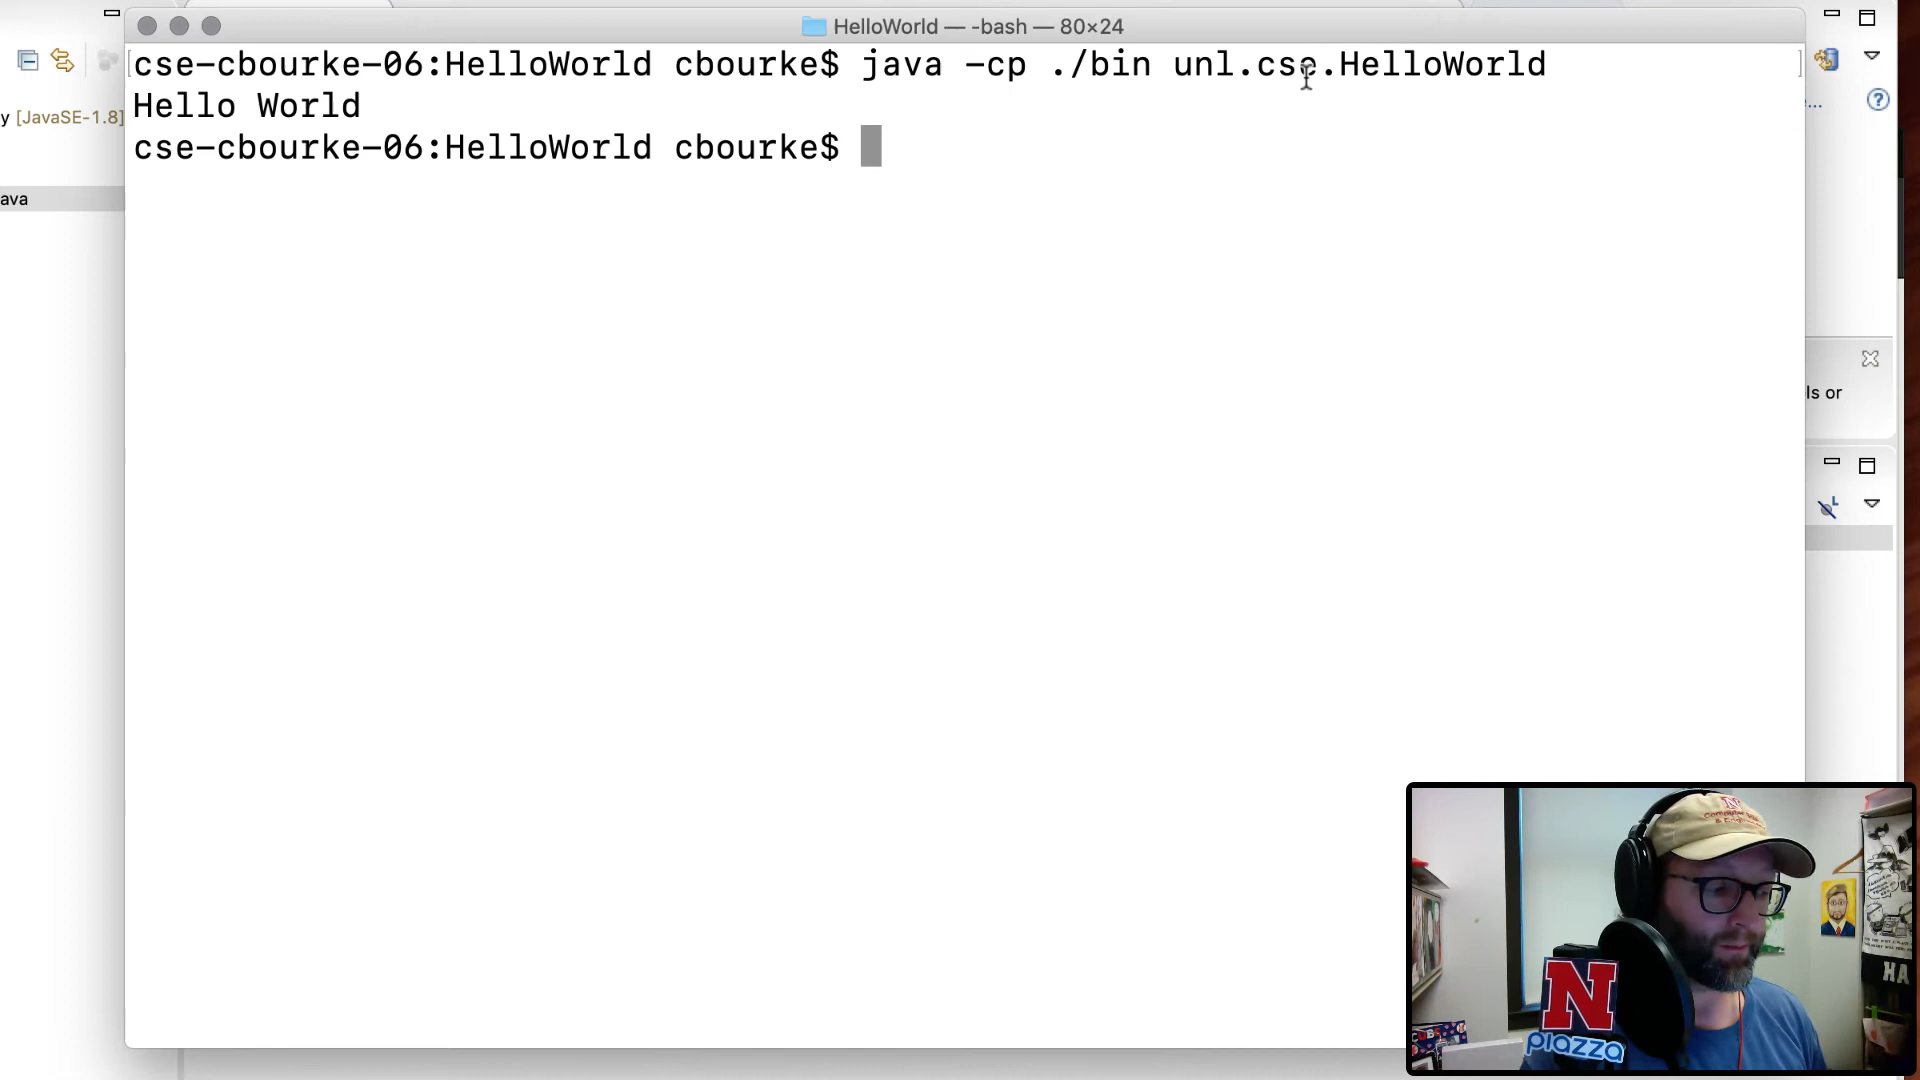 HelloWorld — -bash — 80×24
cse-cbourke-06:HelloWorld cbourke$ java -cp ./bin unl.cse.HelloWorld
Hello World
cse-cbourke-06:HelloWorld cbourke$
y [JavaSE-1.8]
ava
...
ls or
N
N
piazza
HA